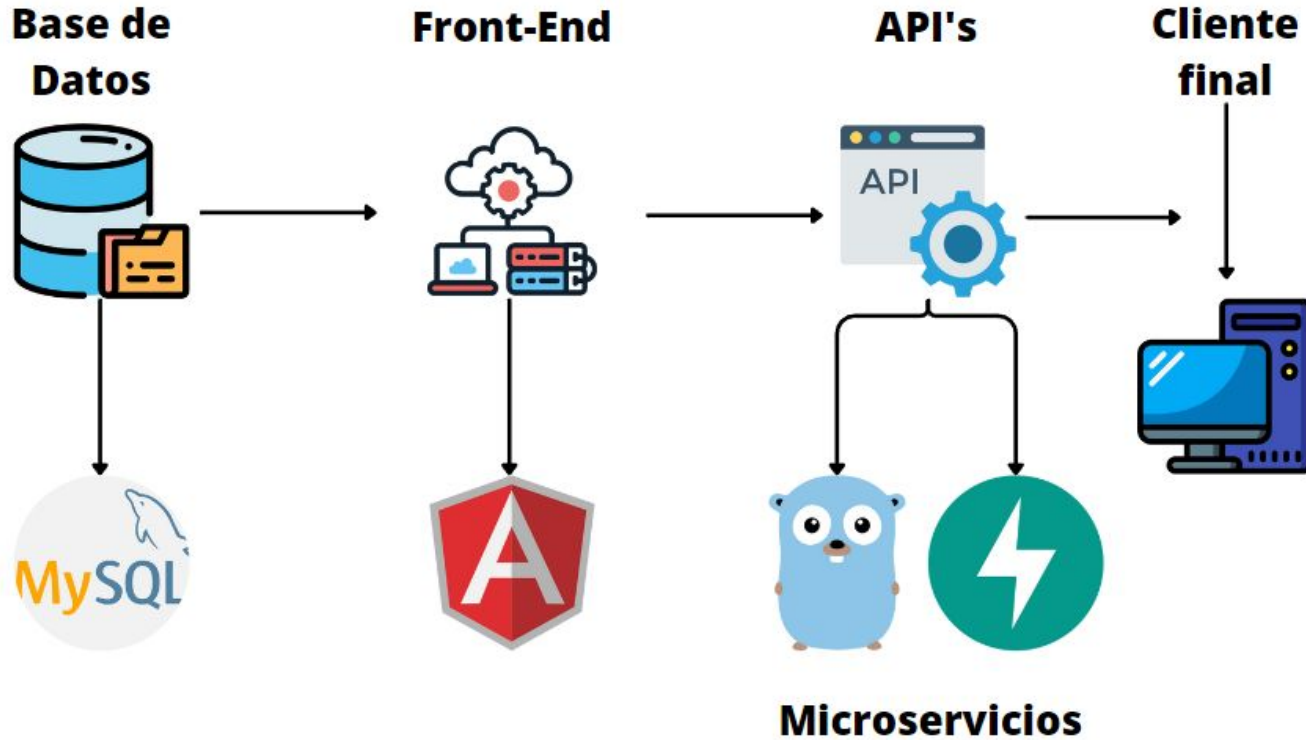 Base de
Datos
Front-End
API's
Cliente
final
API
MySQL
Microservicios